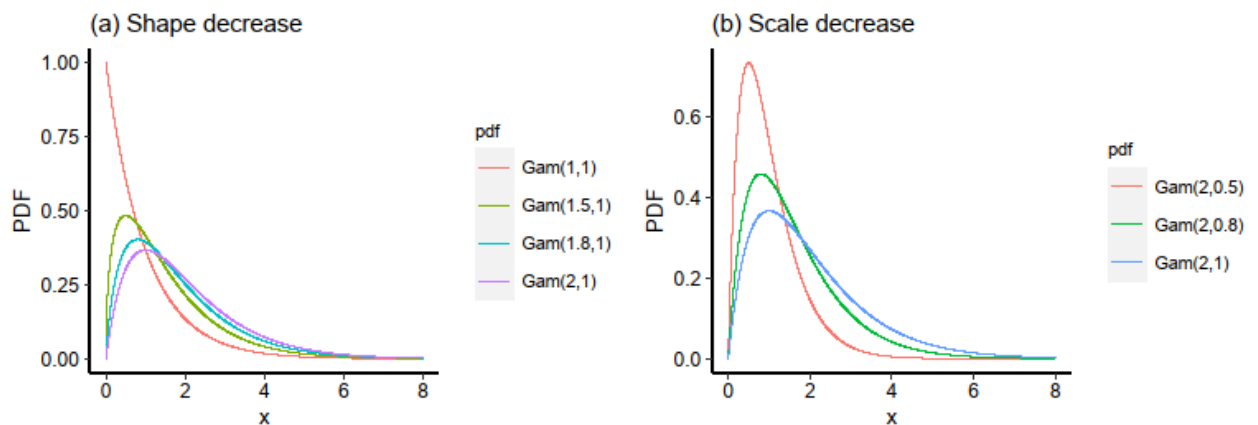 (a) Shape decrease
1.00
0.75
0.50
0.25
0.00
PDF
0 2 4 6 8
x
pdf
Gam(1,1)
Gam(1.5,1)
Gam(1.8,1)
Gam(2,1)
(b) Scale decrease
0.6
0.4
0.2
0.0
PDF
0 2 4 6 8
x
pdf
Gam(2,0.5)
Gam(2,0.8)
Gam(2,1)